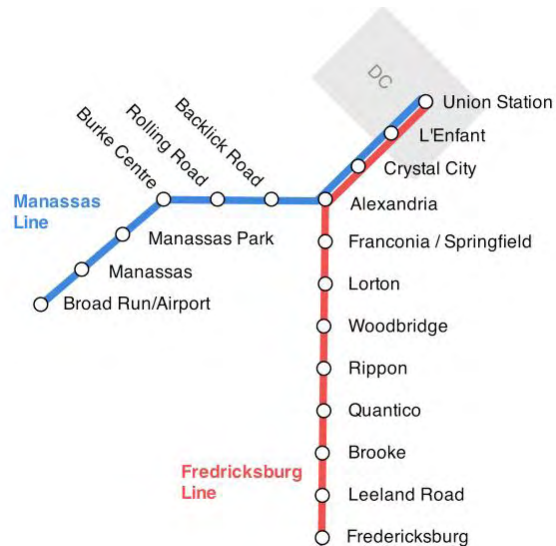 DC
Union Station
L'Enfant
Crystal City
Alexandria
Backlick Road
Rolling Road
Burke Centre
Manassas
Line
Manassas Park
Manassas
Broad Run/Airport
Franconia / Springfield
Lorton
Woodbridge
Rippon
Quantico
Brooke
Fredricksburg
Line
Leeland Road
Fredericksburg